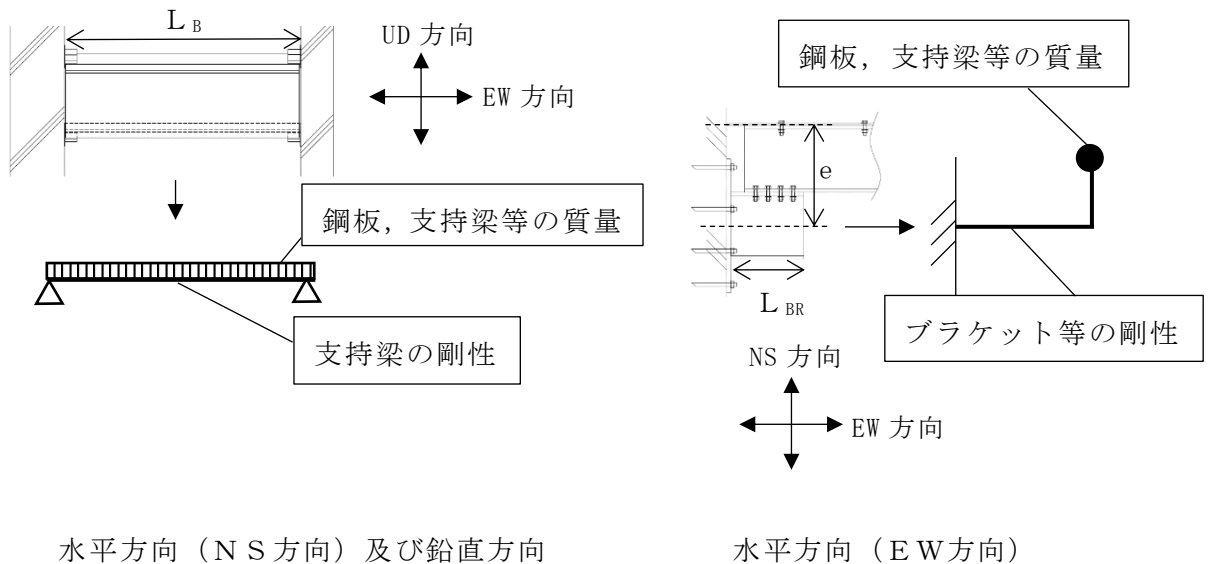 L B
UD 方向
EW 方向
鋼板，支持梁等の質量
支持梁の剛性
鋼板，支持梁等の質量
e
L BR
ブラケット等の剛性
NS 方向
EW 方向
水平方向（ＮＳ方向）及び鉛直方向
水平方向（ＥＷ方向）